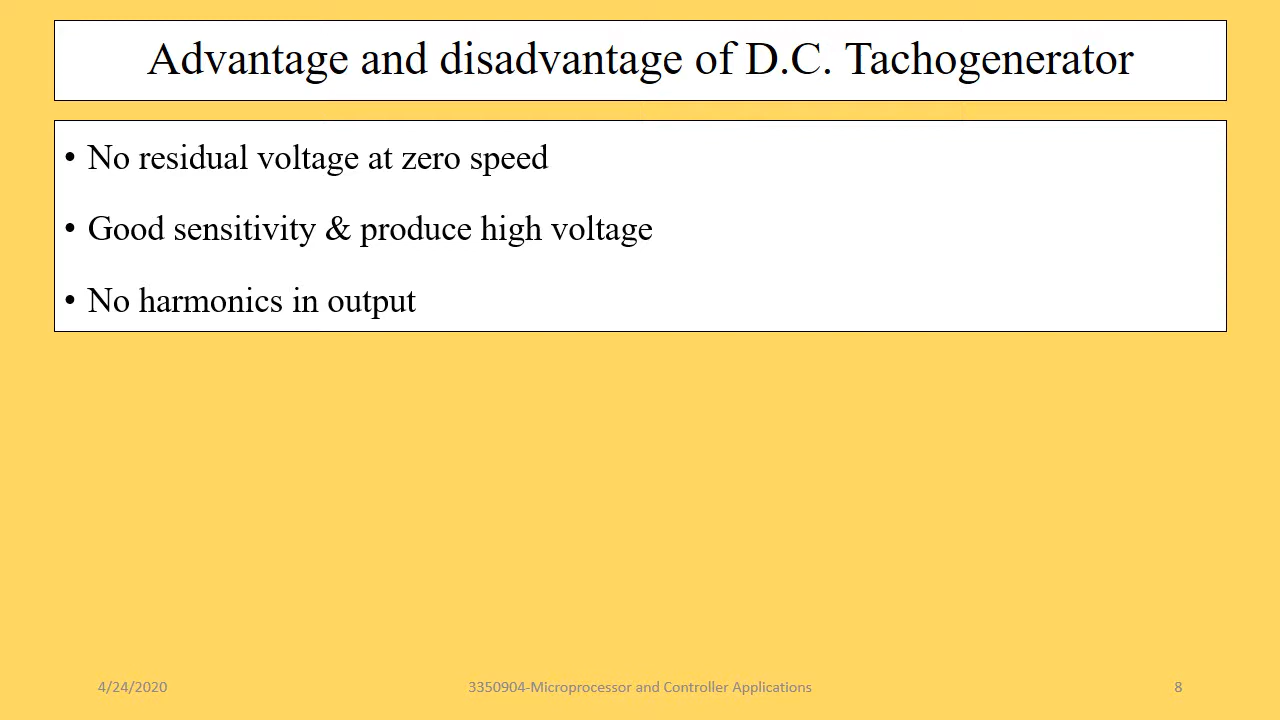 Advantage and disadvantage of D.C. Tachogenerator
• No residual voltage at zero speed
• Good sensitivity & produce high voltage
• No harmonics in output
4/24/2020
3350904-Microprocessor and Controller Applications
8